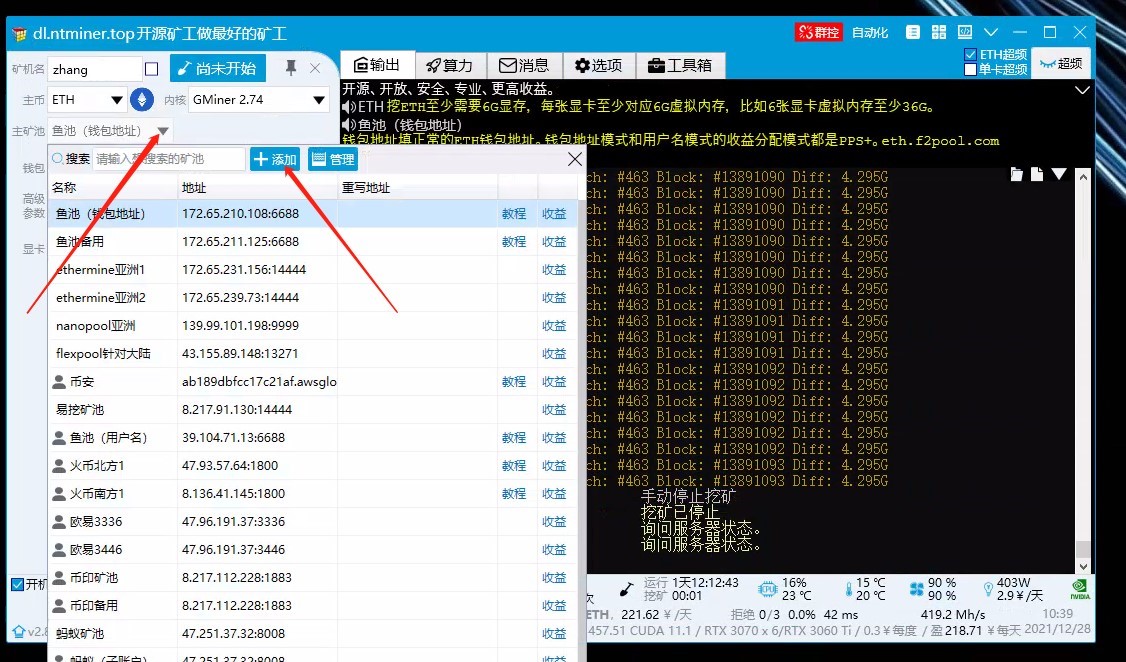 dl.ntminer.top开源矿工做最好的矿工
群控 自动化
矿机名 zhang 尚未开始
输出 算力 消息 选项 工具箱
ETH超频
单卡超频
超频
主币 ETH 内核 GMiner 2.74
主矿池 鱼池（钱包地址）
开源、开放、安全、专业、更高收益。
ETH 挖ETH至少需要6G显存，每张显卡至少对应6G虚拟内存，比如6张显卡虚拟内存至少36G。
鱼池（钱包地址）
钱包地址填正常的ETH钱包地址。钱包地址模式和用户名模式的收益分配模式都是PPS+。eth.f2pool.com
钱包
高级
参数
显卡
搜索 请输入要搜索的矿池 添加 管理
名称 地址 重写地址
鱼池（钱包地址） 172.65.210.108:6688 教程 收益
鱼池备用 172.65.211.125:6688 教程 收益
ethermine亚洲1 172.65.231.156:14444 收益
ethermine亚洲2 172.65.239.73:14444 收益
nanopool亚洲 139.99.101.198:9999 收益
flexpool针对大陆 43.155.89.148:13271 收益
币安 ab189dbfcc17c21af.awsglo 教程 收益
易挖矿池 8.217.91.130:14444 收益
鱼池（用户名） 39.104.71.13:6688 教程 收益
火币北方1 47.93.57.64:1800 教程 收益
火币南方1 8.136.41.145:1800 教程 收益
欧易3336 47.96.191.37:3336 收益
欧易3446 47.96.191.37:3446 收益
币印矿池 8.217.112.228:1883 收益
币印备用 8.217.112.228:1883 收益
蚂蚁矿池 47.251.37.32:8008 收益
蚂蚁（子账户） 47.251.37.32:8008 收益
ch: #463 Block: #13891090 Diff: 4.295G
ch: #463 Block: #13891090 Diff: 4.295G
ch: #463 Block: #13891090 Diff: 4.295G
ch: #463 Block: #13891090 Diff: 4.295G
ch: #463 Block: #13891090 Diff: 4.295G
ch: #463 Block: #13891090 Diff: 4.295G
ch: #463 Block: #13891090 Diff: 4.295G
ch: #463 Block: #13891090 Diff: 4.295G
ch: #463 Block: #13891091 Diff: 4.295G
ch: #463 Block: #13891091 Diff: 4.295G
ch: #463 Block: #13891091 Diff: 4.295G
ch: #463 Block: #13891091 Diff: 4.295G
ch: #463 Block: #13891091 Diff: 4.295G
ch: #463 Block: #13891092 Diff: 4.295G
ch: #463 Block: #13891092 Diff: 4.295G
ch: #463 Block: #13891092 Diff: 4.295G
ch: #463 Block: #13891092 Diff: 4.295G
ch: #463 Block: #13891092 Diff: 4.295G
ch: #463 Block: #13891093 Diff: 4.295G
ch: #463 Block: #13891093 Diff: 4.295G
手动停止挖矿
挖矿已停止
询问服务器状态。
询问服务器状态。
开机
v2.8
运行 1天12:12:43
挖矿 00:01
CPU 16%
23 ℃
15 ℃
20 ℃
90 %
90 %
403W
2.9 ¥/天
NVIDIA
次
ETH. 221.62 ¥ /天 拒绝 0/3 0.0% 42 ms 419.2 Mh/s 10:39
457.51 CUDA 11.1 / RTX 3070 x 6/RTX 3060 Ti / 0.3 ¥每度 / 盈 218.71 ¥每天 2021/12/28